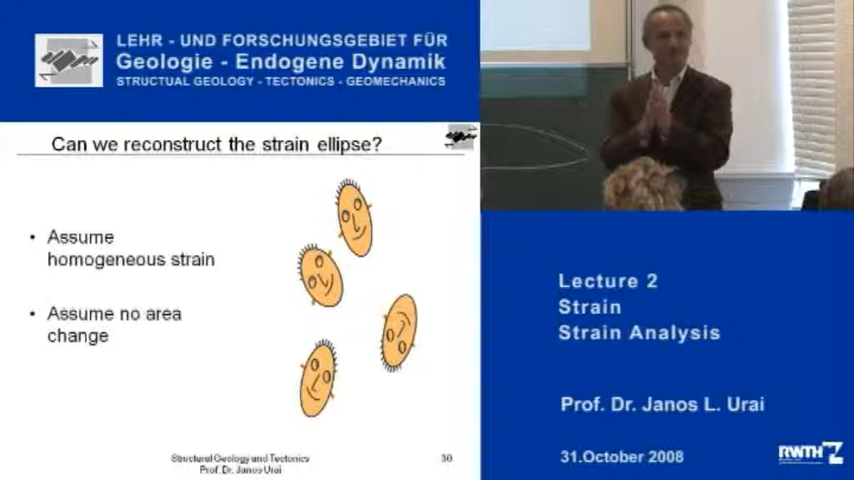 LEHR - UND FORSCHUNGSGEBIET FÜR
Geologie - Endogene Dynamik
STRUCTUAL GEOLOGY - TECTONICS - GEOMECHANICS
Can we reconstruct the strain ellipse?
• Assume
homogeneous strain
• Assume no area
change
Structural Geology and Tectonics
Prof. Dr. Janos Urai
30
Lecture 2
Strain
Strain Analysis
Prof. Dr. Janos L. Urai
31.October 2008
RWTH